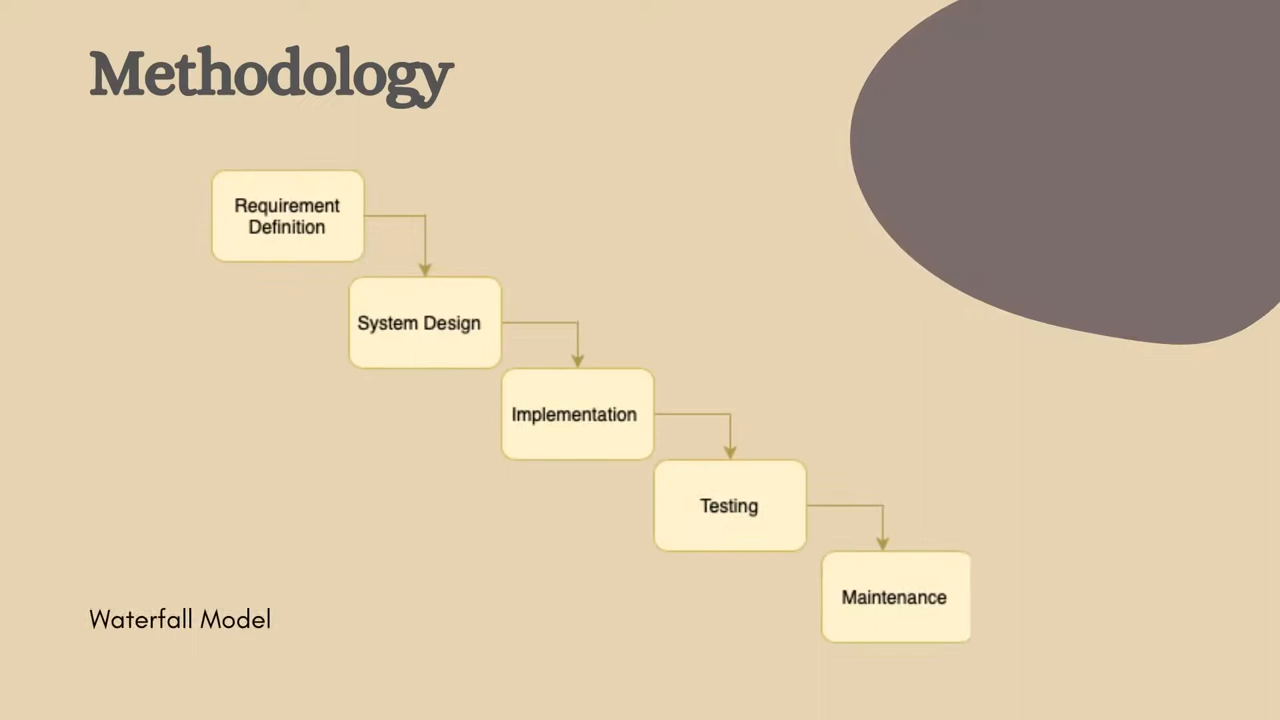 Methodology
Requirement
Definition
System Design
Implementation
Testing
Maintenance
Waterfall Model